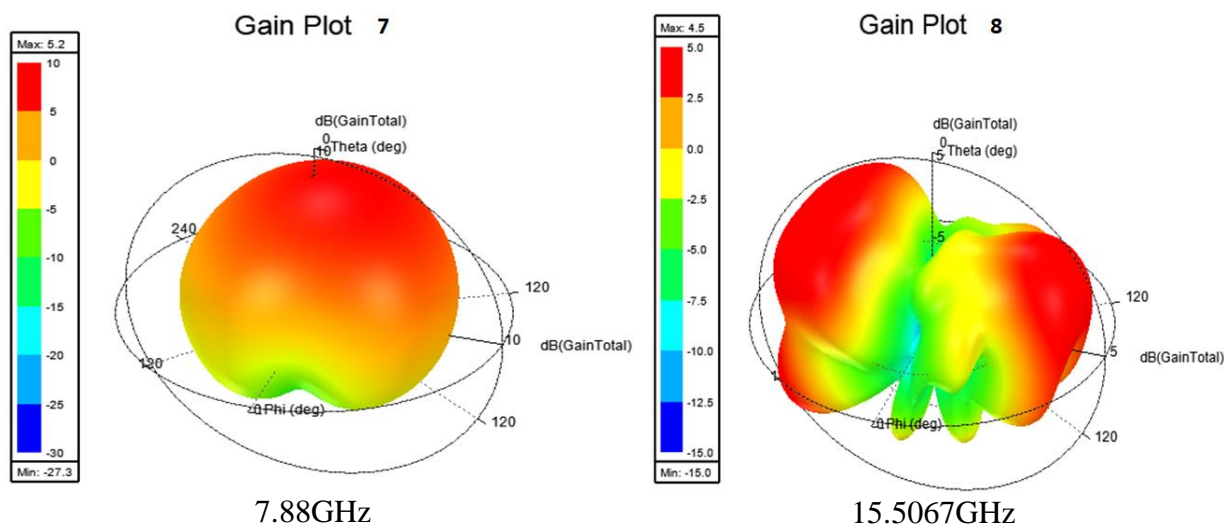 Gain Plot 7
Max: 5.2
10
5
0
-5
-10
-15
-20
-25
-30
Min: -27.3
dB(GainTotal)
0
10
Theta (deg)
240
120
10
dB(GainTotal)
120
0
Phi (deg)
120
7.88GHz
Gain Plot 8
Max: 4.5
5.0
2.5
0.0
-2.5
-5.0
-7.5
-10.0
-12.5
-15.0
Min: -15.0
dB(GainTotal)
0
5
Theta (deg)
-5
120
5
dB(GainTotal)
Phi (deg)
120
15.5067GHz